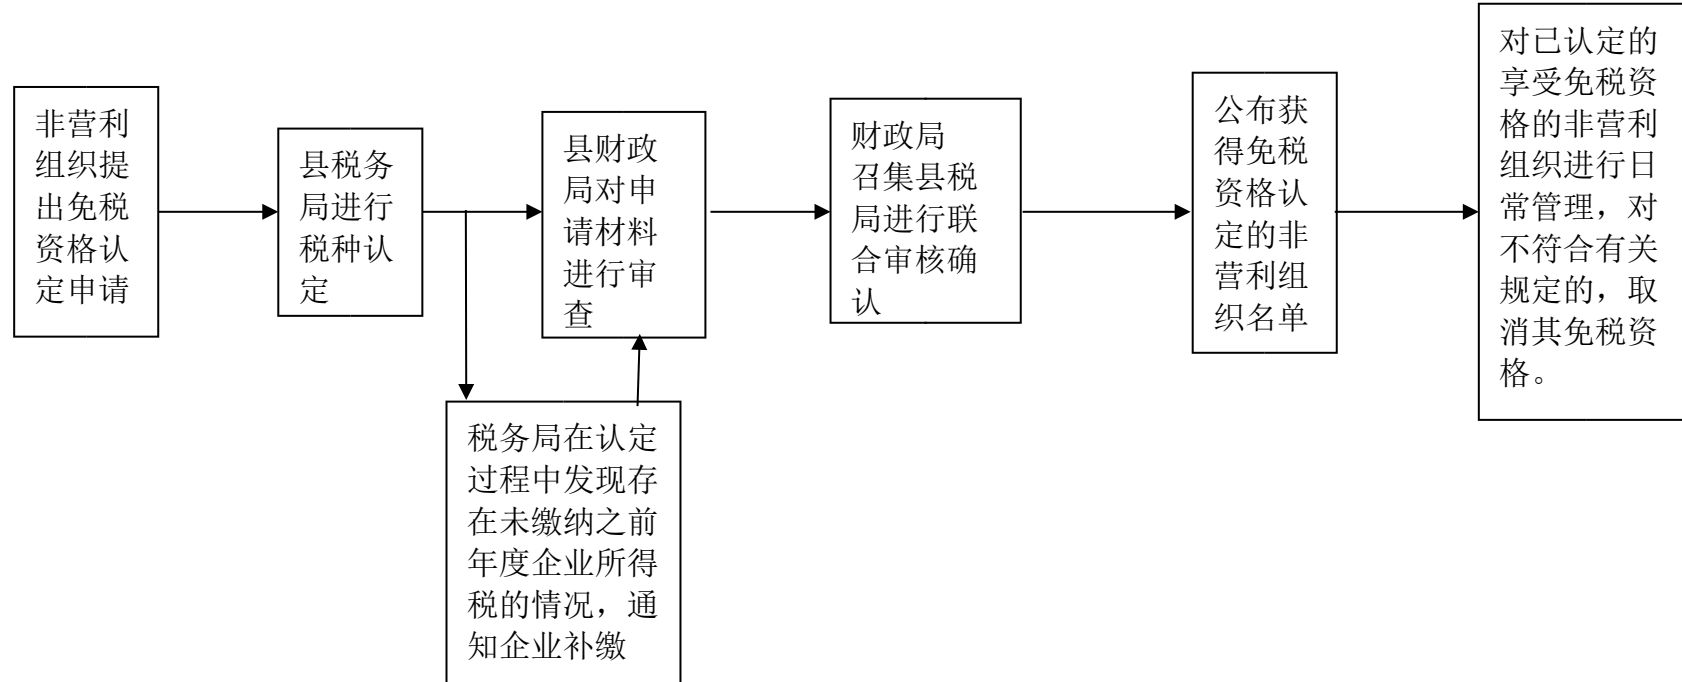 非营利
组织提
出免税
资格认
定申请
县税务
局进行
税种认
定
县财政
局对申
请材料
进行审
查
税务局在认定
过程中发现存
在未缴纳之前
年度企业所得
税的情况，通
知企业补缴
财政局
召集县税
局进行联
合审核确
认
公布获
得免税
资格认
定的非
营利组
织名单
对已认定的
享受免税资
格的非营利
组织进行日
常管理，对
不符合有关
规定的，取
消其免税资
格。